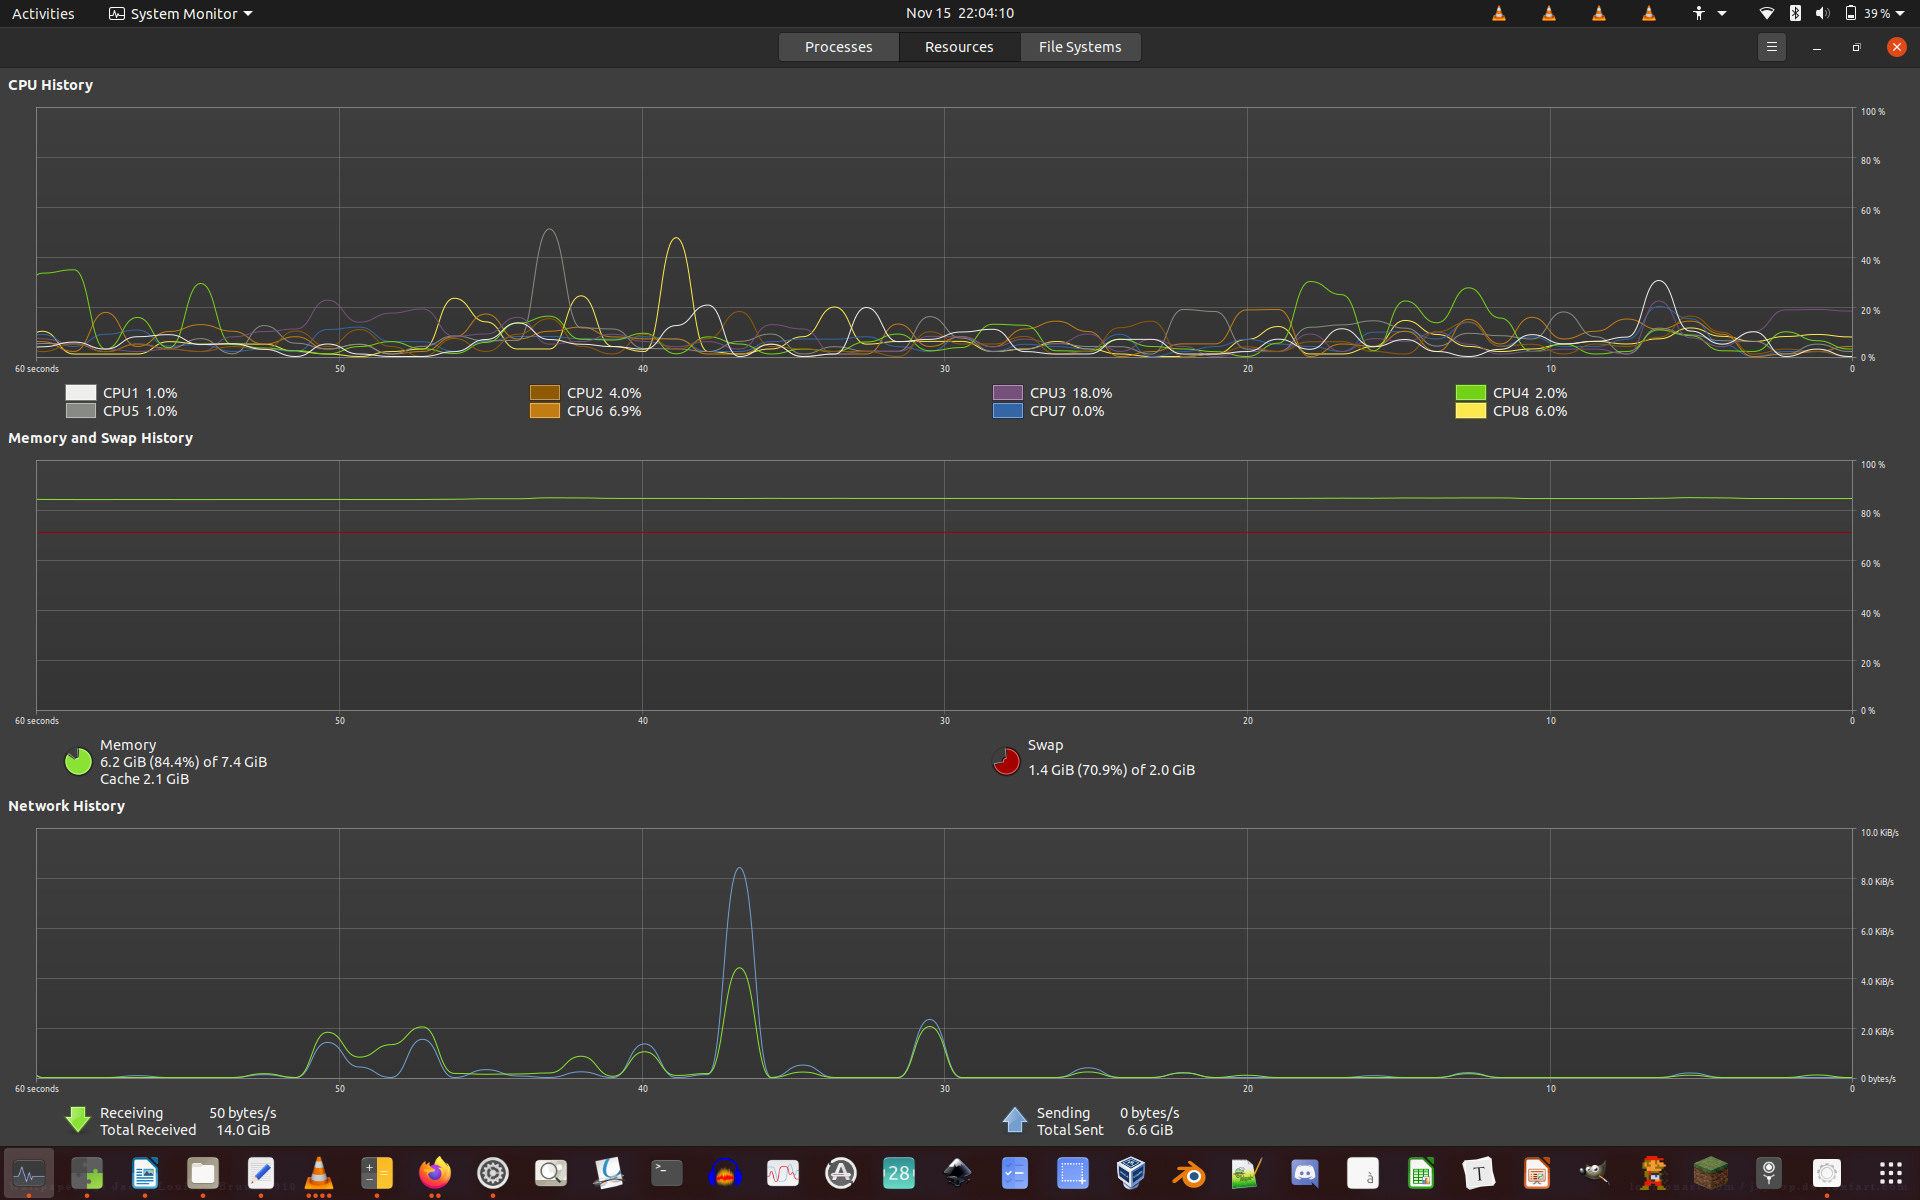 Activities System Monitor Nov 15 22:04:10 39 %
Processes Resources File Systems
CPU History
100 %
80 %
60 %
40 %
20 %
0 %
60 seconds 50 40 30 20 10 0
CPU1 1.0% CPU2 4.0% CPU3 18.0% CPU4 2.0%
CPU5 1.0% CPU6 6.9% CPU7 0.0% CPU8 6.0%
Memory and Swap History
100 %
80 %
60 %
40 %
20 %
0 %
60 seconds 50 40 30 20 10 0
Memory
6.2 GiB (84.4%) of 7.4 GiB
Cache 2.1 GiB
Swap
1.4 GiB (70.9%) of 2.0 GiB
Network History
10.0 KiB/s
8.0 KiB/s
6.0 KiB/s
4.0 KiB/s
2.0 KiB/s
0 bytes/s
60 seconds 50 40 30 20 10 0
Receiving 50 bytes/s Sending 0 bytes/s
Total Received 14.0 GiB Total Sent 6.6 GiB
28 à T